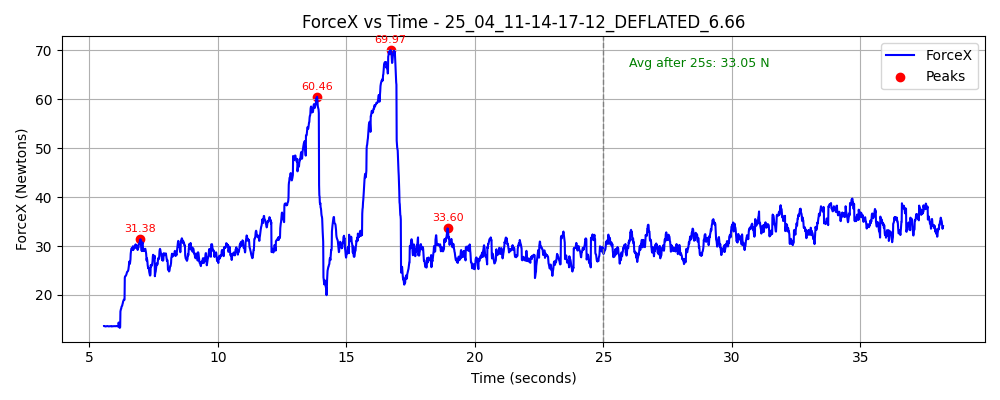 ForceX vs Time - 25_04_11-14-17-12_DEFLATED_6.66
69.97
60.46
33.60
31.38
Avg after 25s: 33.05 N
ForceX
Peaks
ForceX (Newtons)
70
60
50
40
30
20
5
10
15
20
25
30
35
Time (seconds)